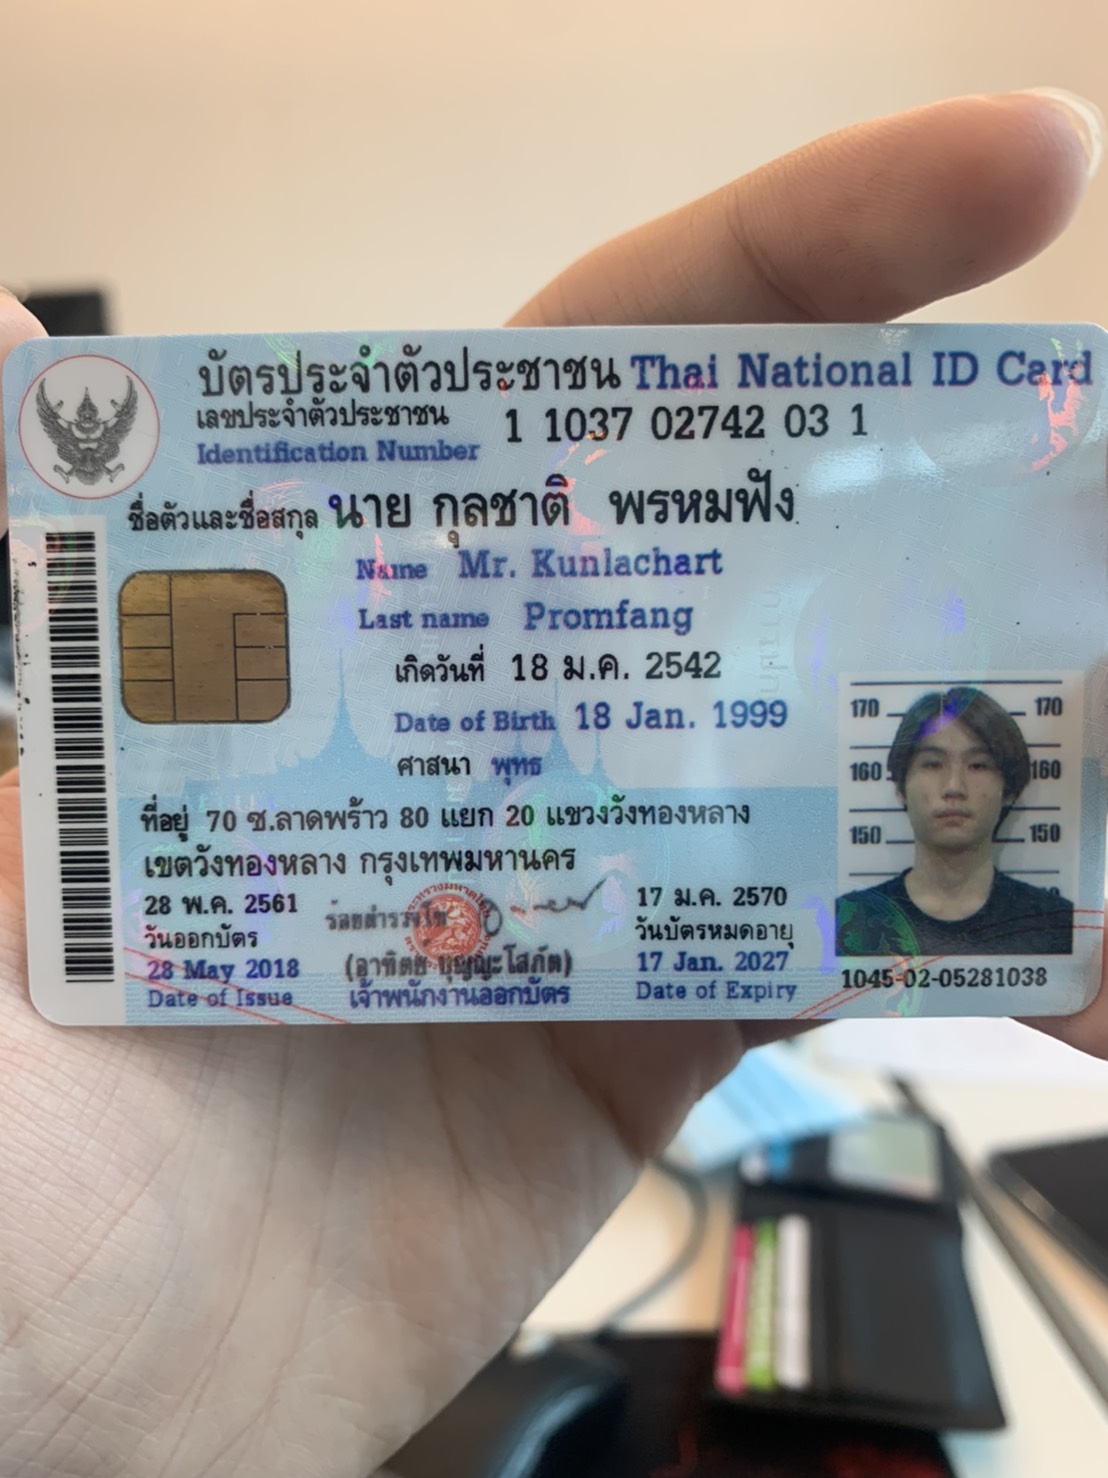 บัตรประจำตัวประชาชน Thai National ID Card
เลขประจำตัวประชาชน 1 1037 02742 03 1
Identification Number
ชื่อตัวและชื่อสกุล นาย กุลชาติ พรหมฟัง
Name Mr. Kunlachart
Last name Promfang
เกิดวันที่ 18 ม.ค. 2542
Date of Birth 18 Jan. 1999
ศาสนา พุทธ
ที่อยู่ 70 ซ.ลาดพร้าว 80 แยก 20 แขวงวังทองหลาง
เขตวังทองหลาง กรุงเทพมหานคร
28 พ.ค. 2561
วันออกบัตร
28 May 2018
Date of Issue
ร้อยตำรวจโท
(อาทิตย์ บุญญะโสภัต)
เจ้าพนักงานออกบัตร
17 ม.ค. 2570
วันบัตรหมดอายุ
17 Jan. 2027
Date of Expiry
170 170
160 160
150 150
1045-02-05281038